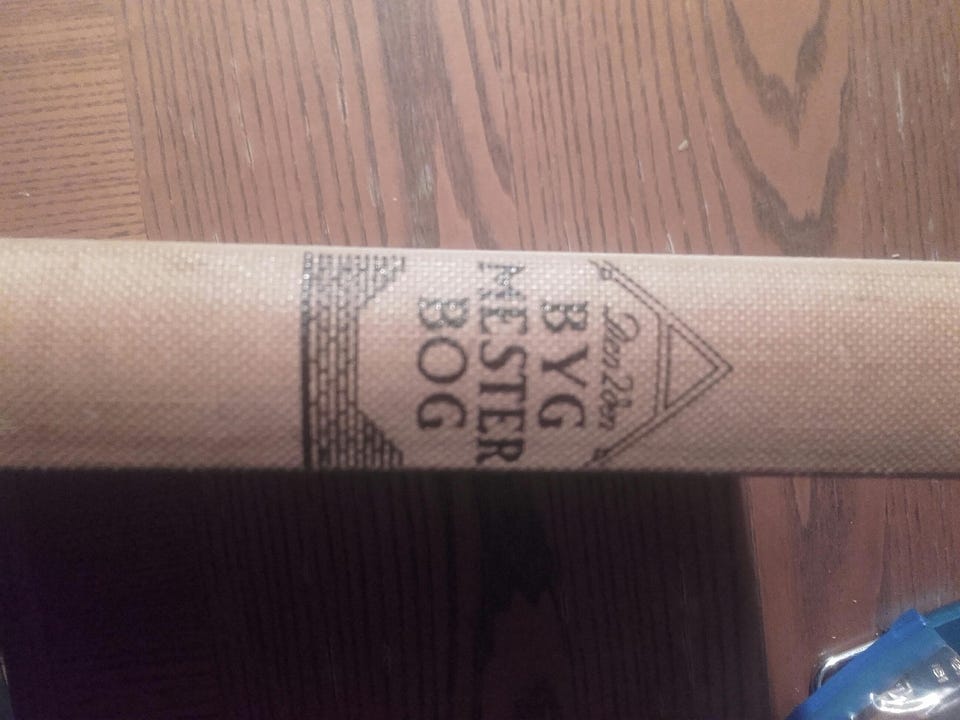 Den 2den
BYG
MESTER
BOG